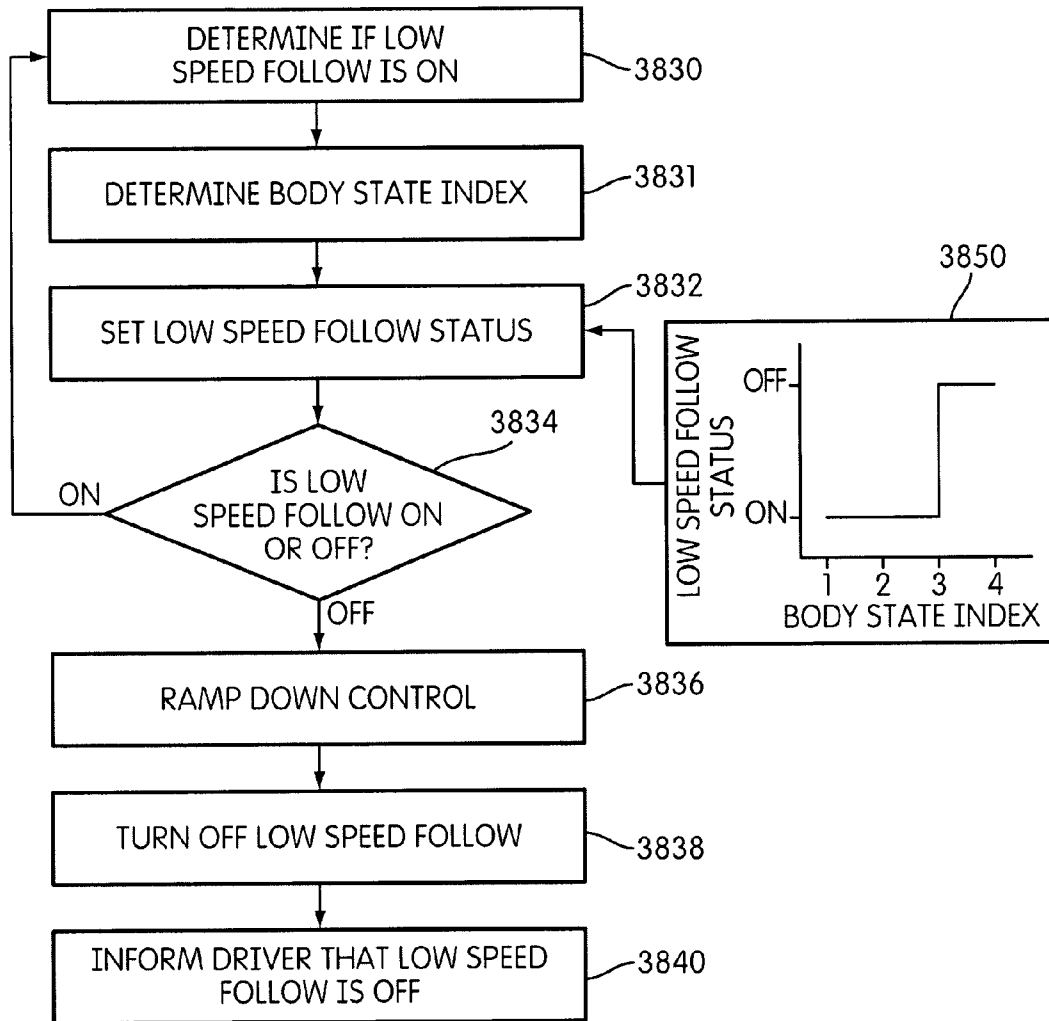 DETERMINE IF LOW
SPEED FOLLOW IS ON
3830
DETERMINE BODY STATE INDEX
3831
SET LOW SPEED FOLLOW STATUS
3832
3850
LOW SPEED FOLLOW
STATUS
OFF
ON
1 2 3 4
BODY STATE INDEX
3834
IS LOW
SPEED FOLLOW ON
OR OFF?
ON
OFF
RAMP DOWN CONTROL
3836
TURN OFF LOW SPEED FOLLOW
3838
INFORM DRIVER THAT LOW SPEED
FOLLOW IS OFF
3840